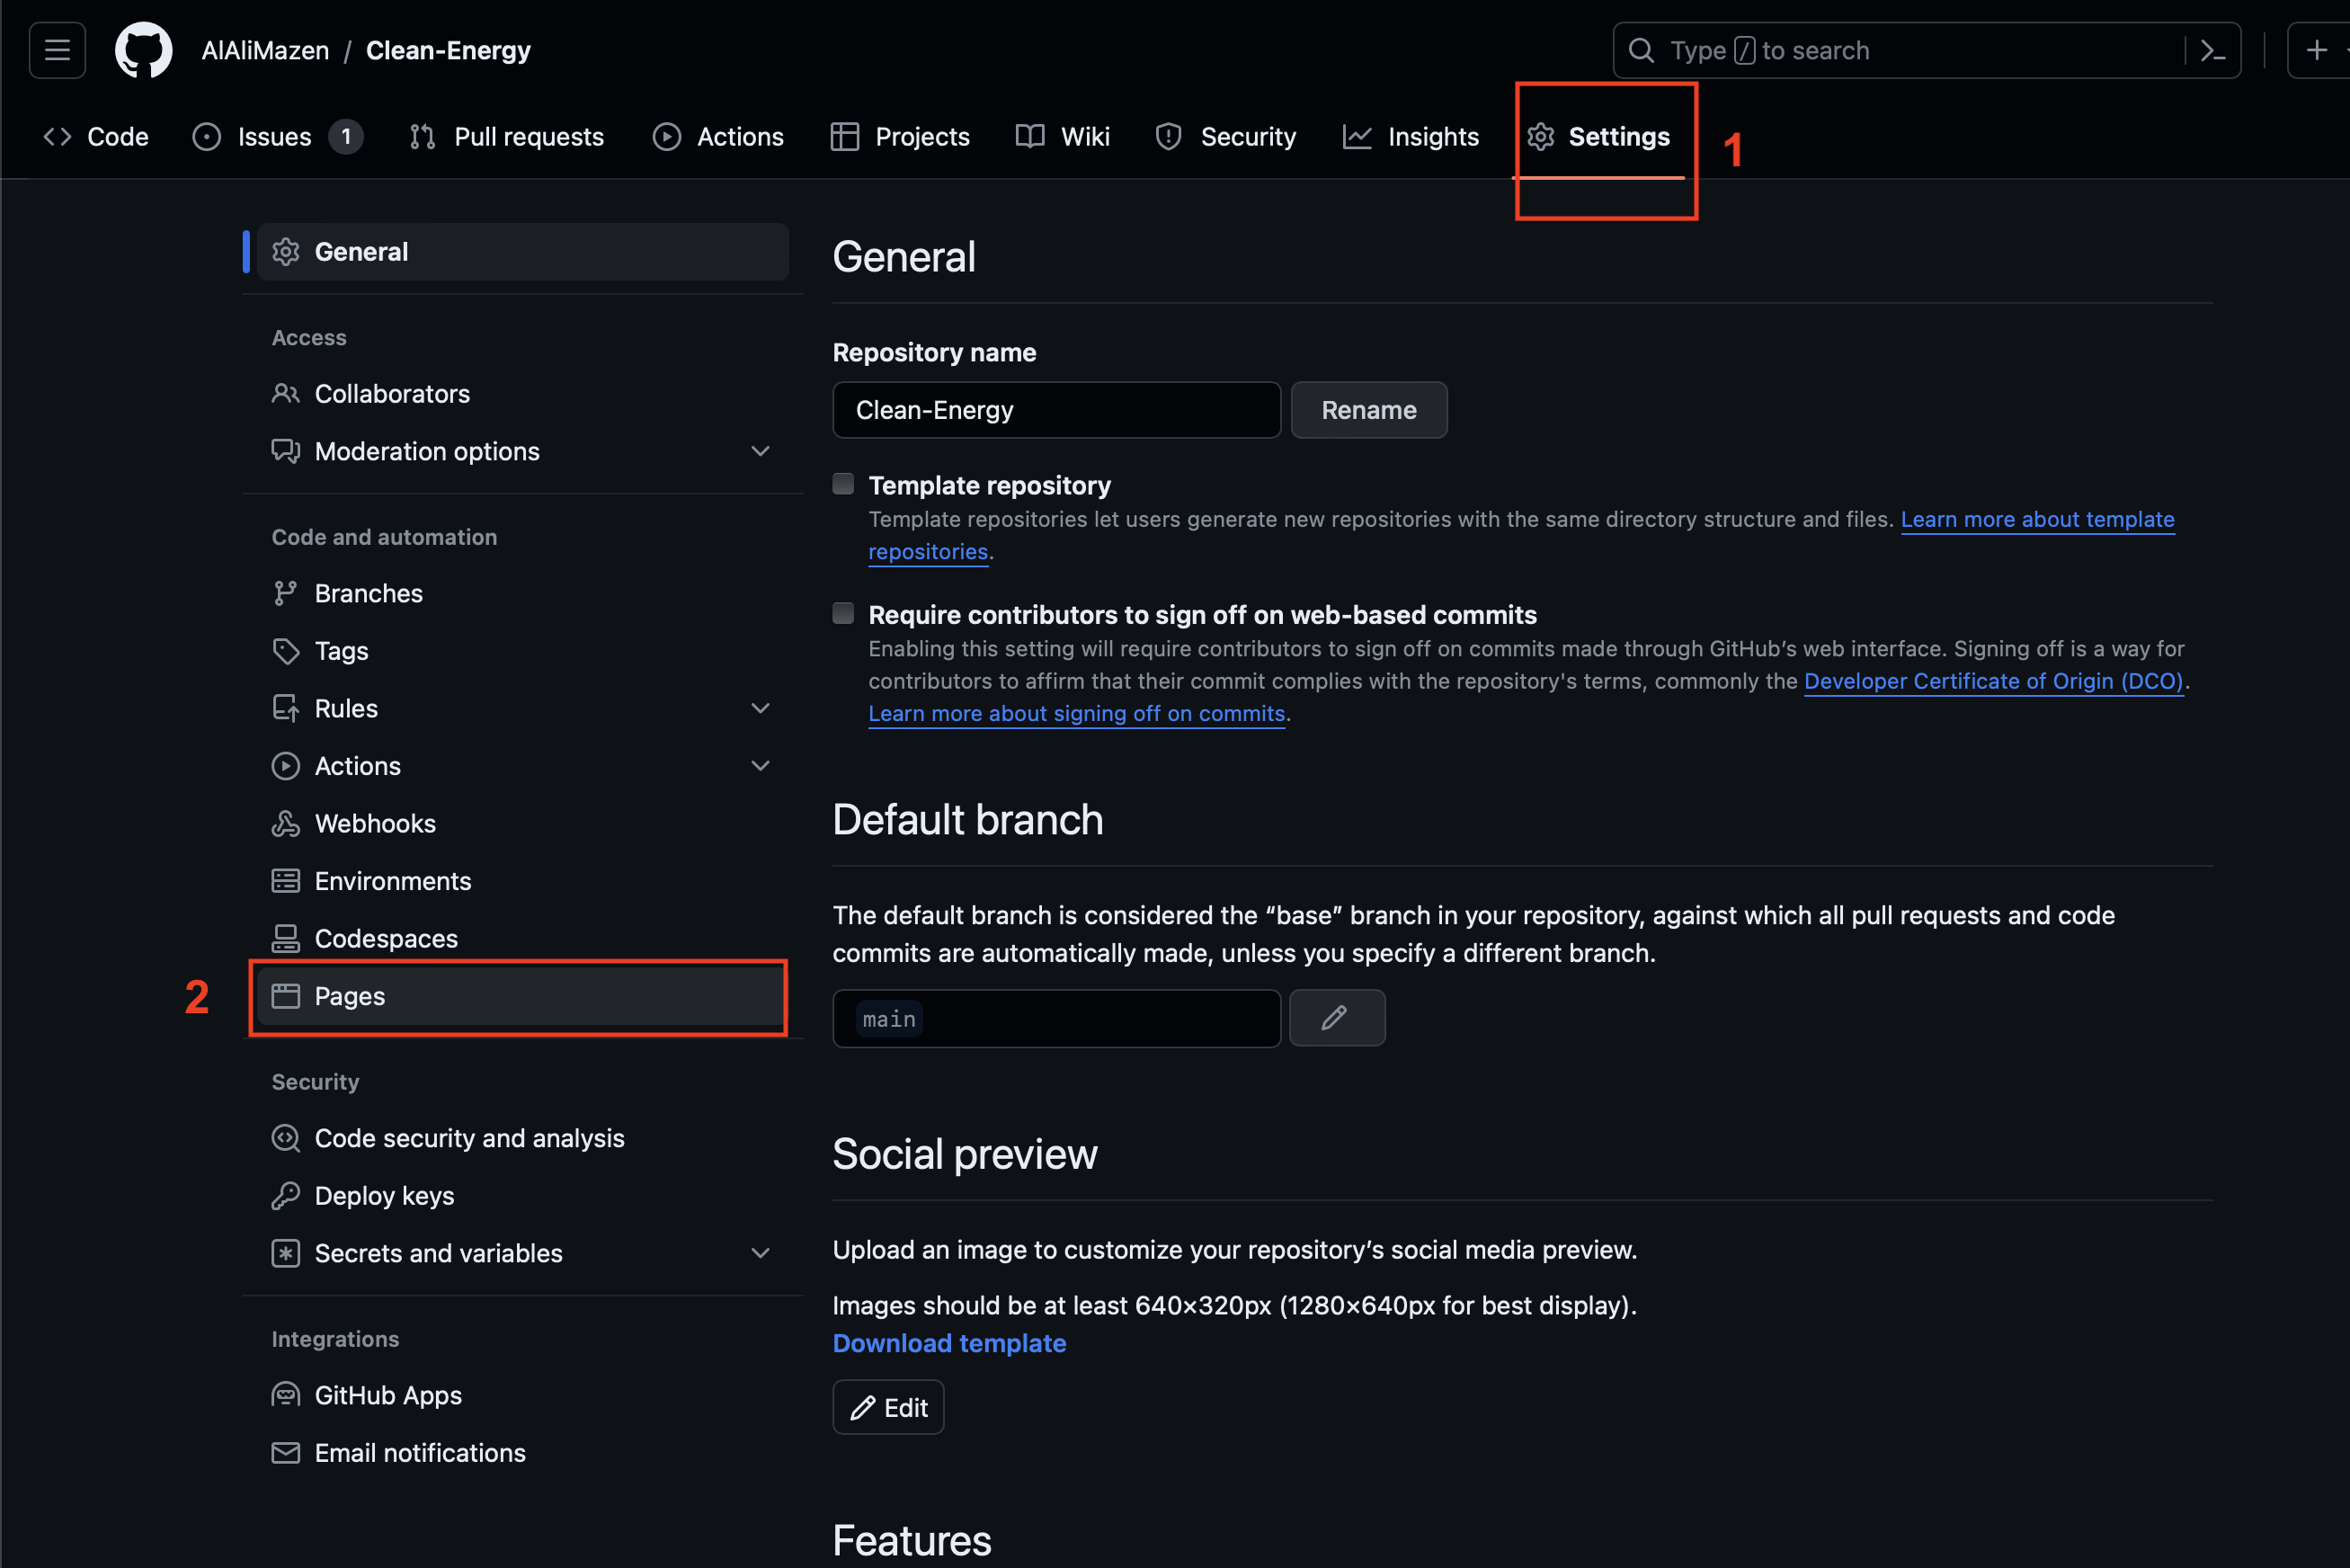 AlAliMazen / Clean-Energy
Type / to search
Code
Issues 1
Pull requests
Actions
Projects
Wiki
Security
Insights
Settings
1
General
Access
Collaborators
Moderation options
Code and automation
Branches
Tags
Rules
Actions
Webhooks
Environments
Codespaces
2
Pages
Security
Code security and analysis
Deploy keys
Secrets and variables
Integrations
GitHub Apps
Email notifications
General
Repository name
Clean-Energy
Rename
Template repository
Template repositories let users generate new repositories with the same directory structure and files. Learn more about template
repositories.
Require contributors to sign off on web-based commits
Enabling this setting will require contributors to sign off on commits made through GitHub’s web interface. Signing off is a way for
contributors to affirm that their commit complies with the repository's terms, commonly the Developer Certificate of Origin (DCO).
Learn more about signing off on commits.
Default branch
The default branch is considered the “base” branch in your repository, against which all pull requests and code
commits are automatically made, unless you specify a different branch.
main
Social preview
Upload an image to customize your repository’s social media preview.
Images should be at least 640×320px (1280×640px for best display).
Download template
Edit
Features